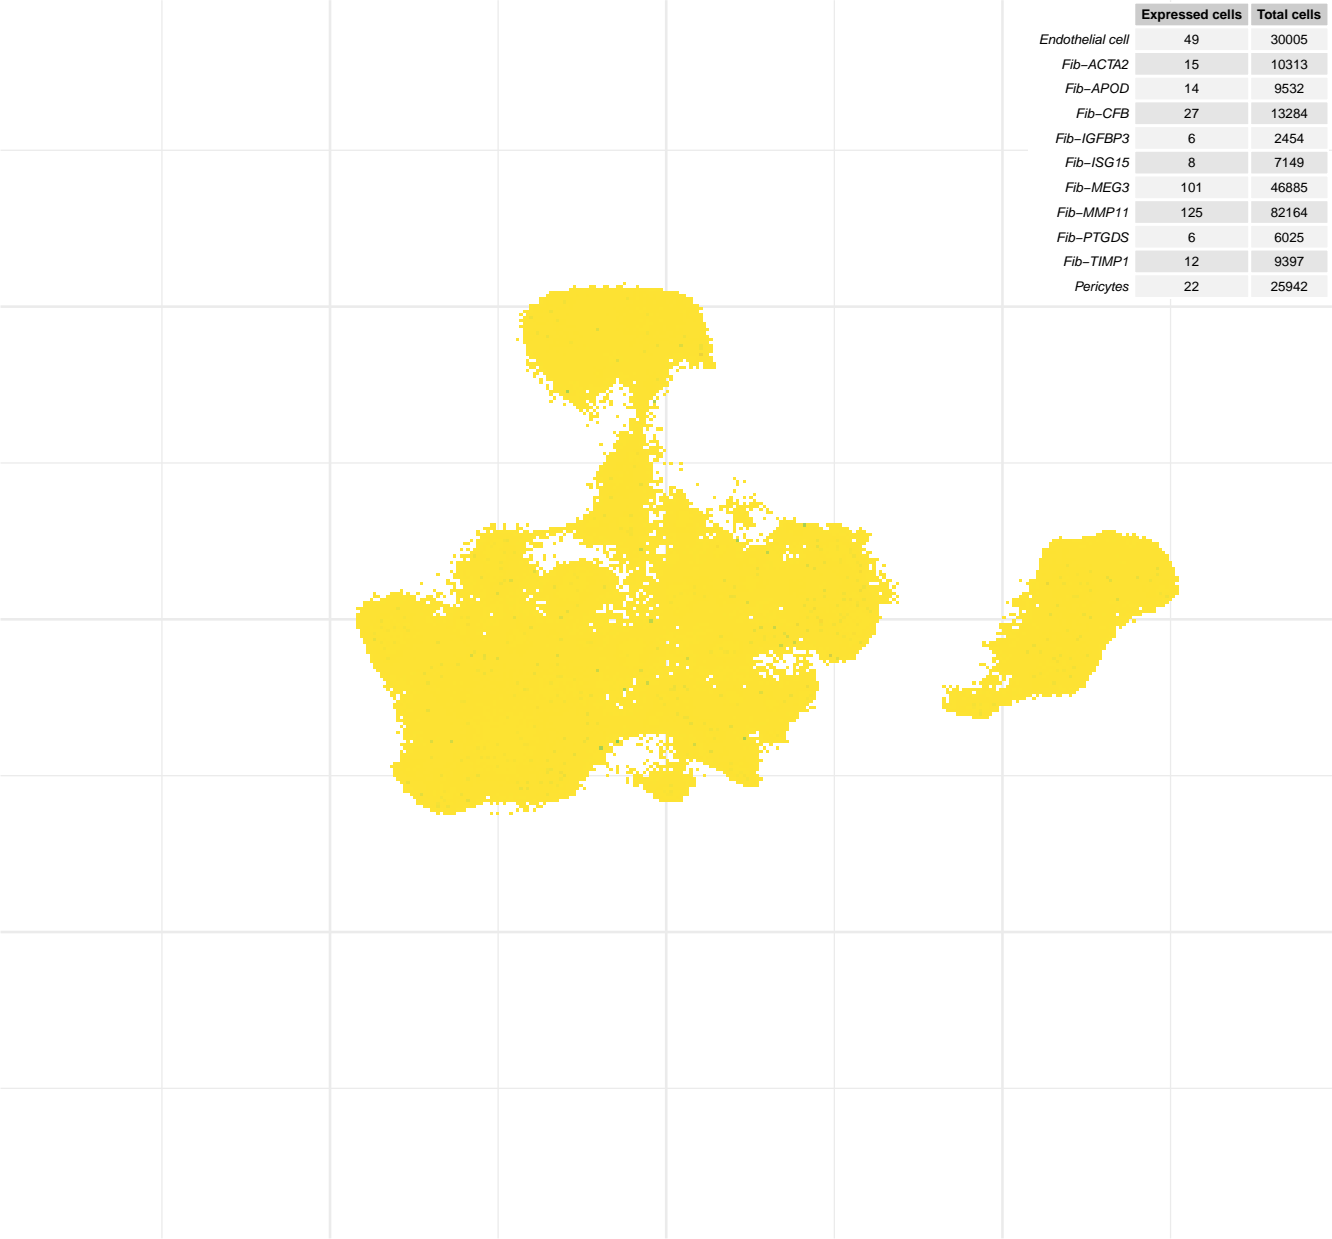 Expressed cells Total cells
Endothelial cell 49 30005
Fib−ACTA2 15 10313
Fib−APOD 14 9532
Fib−CFB 27 13284
Fib−IGFBP3 6 2454
Fib−ISG15 8 7149
Fib−MEG3 101 46885
Fib−MMP11 125 82164
Fib−PTGDS 6 6025
Fib−TIMP1 12 9397
Pericytes 22 25942